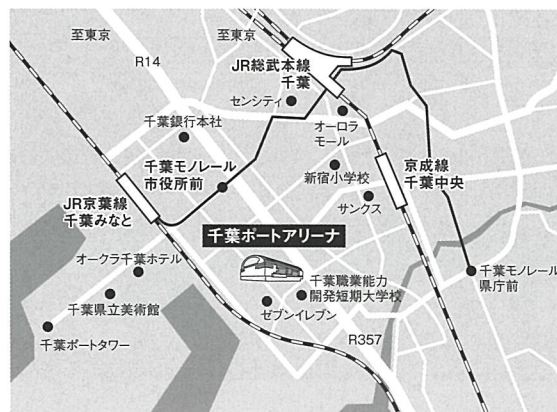 至東京
至東京
R14
JR総武本線
千葉
センシティ
千葉銀行本社
オーロラ
モール
千葉モノレール
市役所前
新宿小学校
京成線
千葉中央
JR京葉線
千葉みなと
サンクス
千葉ポートアリーナ
オークラ千葉ホテル
千葉職業能力
開発短期大学校
千葉モノレール
県庁前
千葉県立美術館
セブンイレブン
千葉ポートタワー
R357